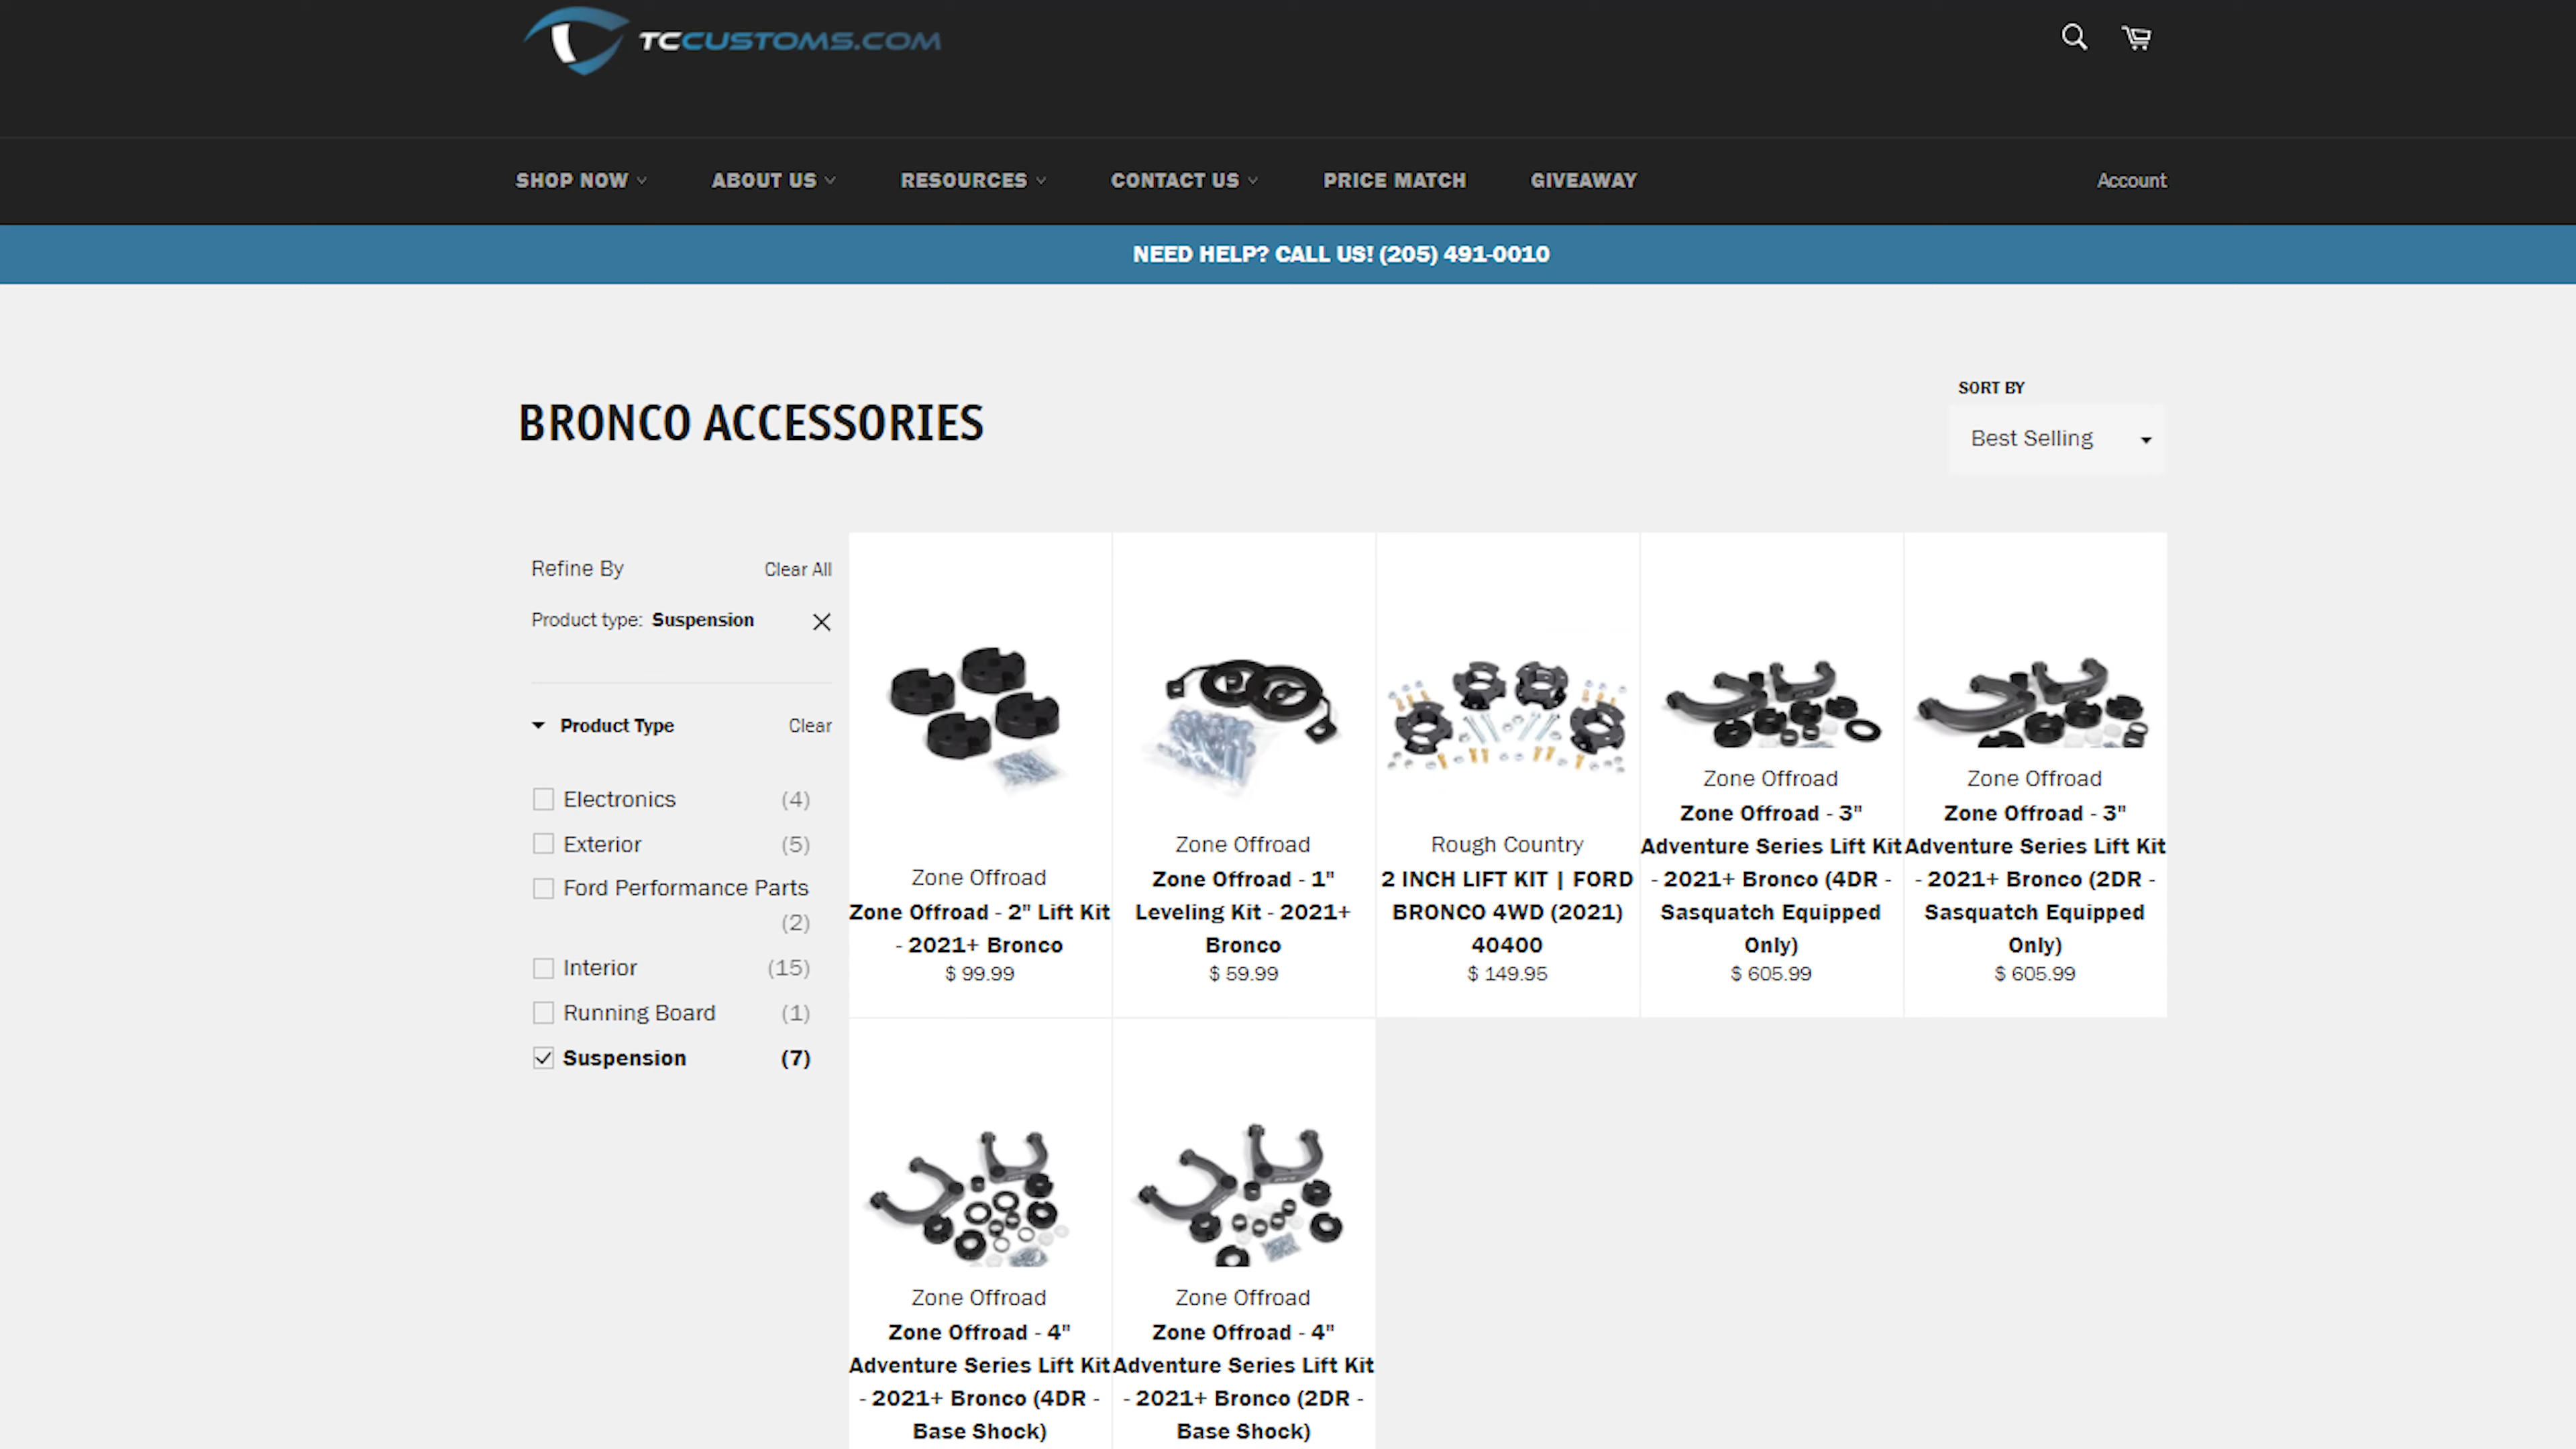 TCCUSTOMS.COM
SHOP NOW
ABOUT US
RESOURCES
CONTACT US
PRICE MATCH
GIVEAWAY
Account
NEED HELP? CALL US! (205) 491-0010
BRONCO ACCESSORIES
SORT BY
Best Selling
Refine By
Clear All
Product type: Suspension
Product Type
Clear
Electronics (4)
Exterior (5)
Ford Performance Parts
(2)
Interior (15)
Running Board (1)
Suspension (7)
Zone Offroad
Zone Offroad - 2" Lift Kit
- 2021+ Bronco
$ 99.99
Zone Offroad
Zone Offroad - 1"
Leveling Kit - 2021+
Bronco
$ 59.99
Rough Country
2 INCH LIFT KIT | FORD
BRONCO 4WD (2021)
40400
$ 149.95
Zone Offroad
Zone Offroad - 3"
Adventure Series Lift Kit
- 2021+ Bronco (4DR -
Sasquatch Equipped
Only)
$ 605.99
Zone Offroad
Zone Offroad - 3"
Adventure Series Lift Kit
- 2021+ Bronco (2DR -
Sasquatch Equipped
Only)
$ 605.99
Zone Offroad
Zone Offroad - 4"
Adventure Series Lift Kit
- 2021+ Bronco (4DR -
Base Shock)
Zone Offroad
Zone Offroad - 4"
Adventure Series Lift Kit
- 2021+ Bronco (2DR -
Base Shock)